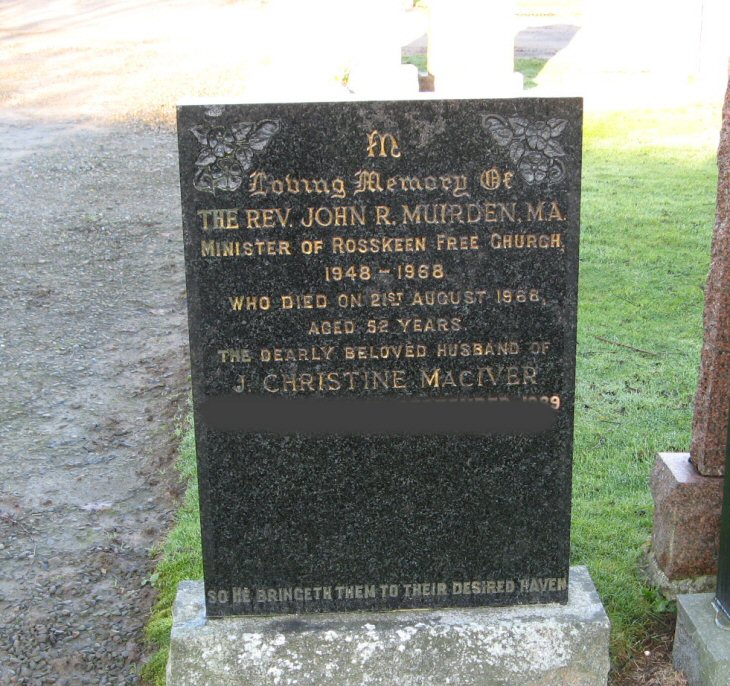 In
Loving Memory Of
THE REV. JOHN R. MUIRDEN, M.A.
MINISTER OF ROSSKEEN FREE CHURCH,
1948 - 1968.
WHO DIED ON 21ST AUGUST 1968,
AGED 52 YEARS.
THE DEARLY BELOVED HUSBAND OF
J. CHRISTINE MACIVER
SO HE BRINGETH THEM TO THEIR DESIRED HAVEN